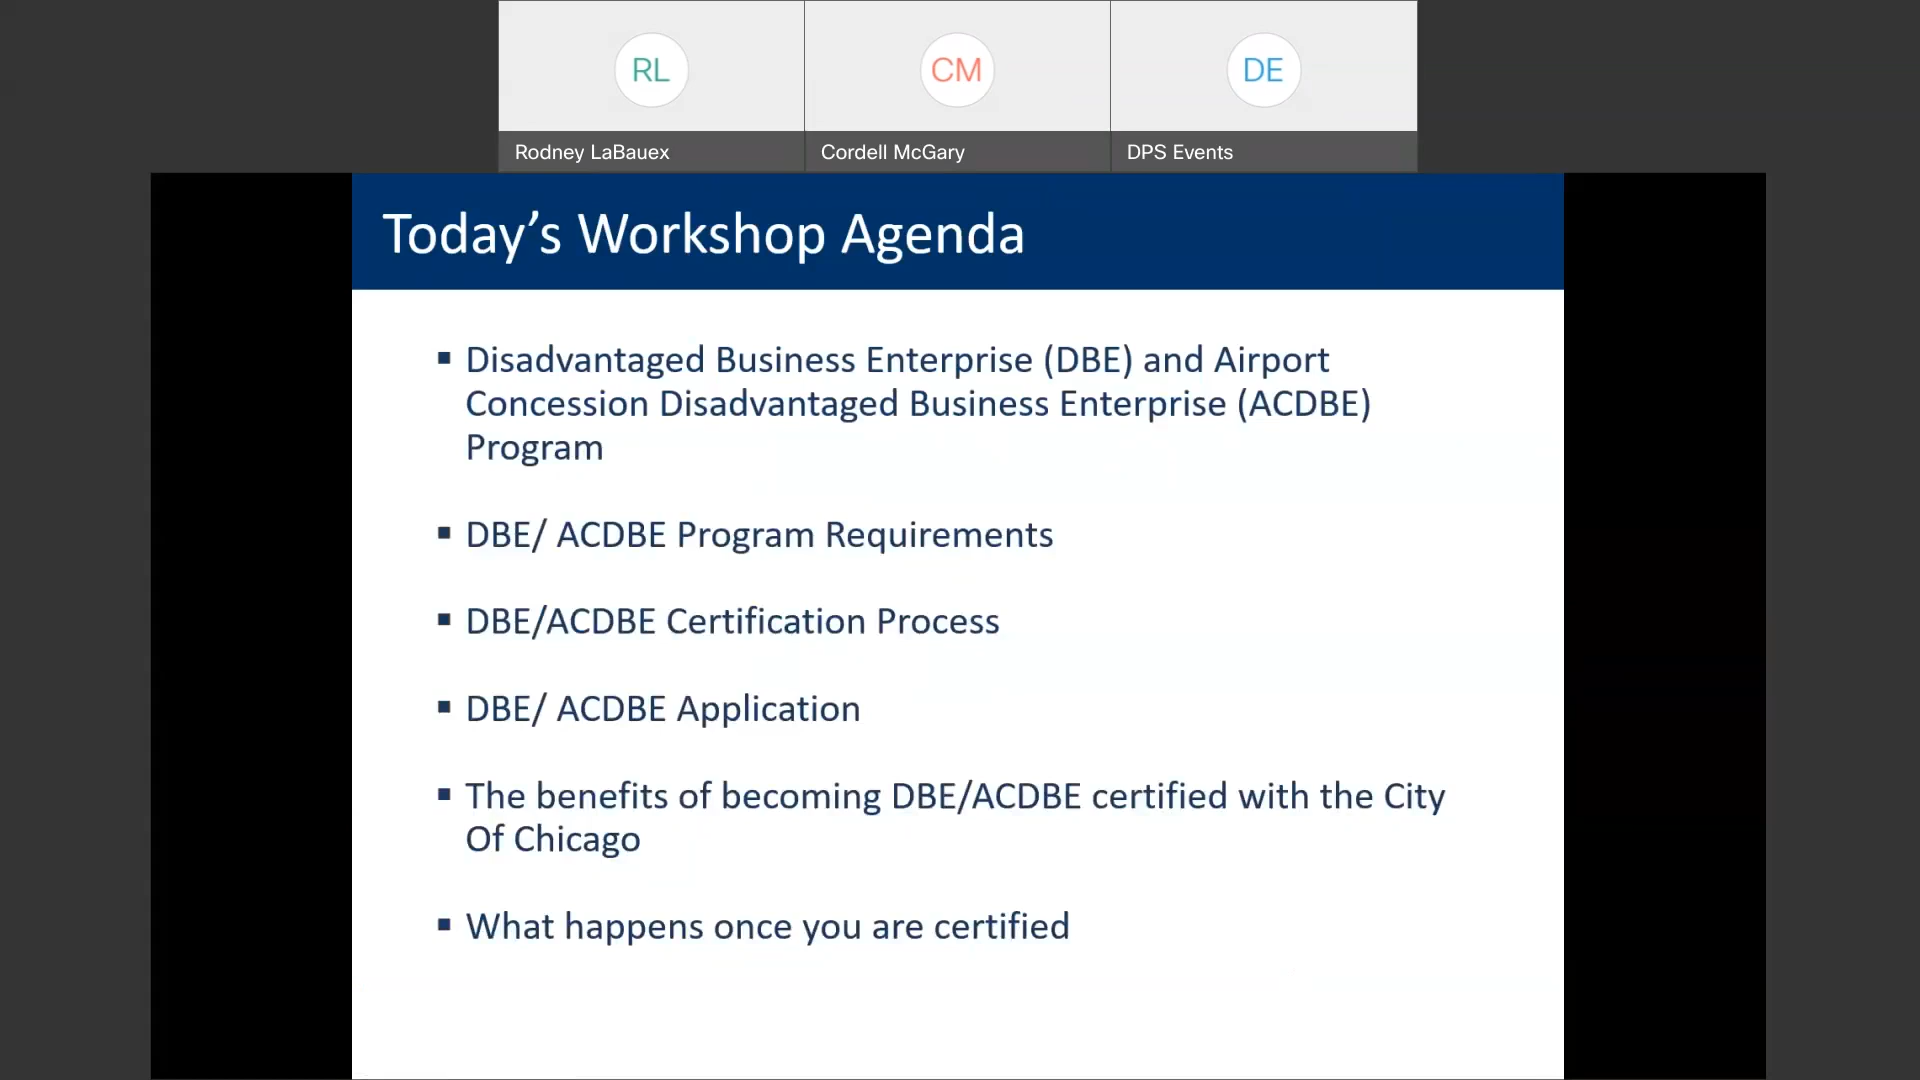 RL
CM
DE
Rodney LaBauex
Cordell McGary
DPS Events
Today’s Workshop Agenda
▪ Disadvantaged Business Enterprise (DBE) and Airport
Concession Disadvantaged Business Enterprise (ACDBE)
Program
▪ DBE/ ACDBE Program Requirements
▪ DBE/ACDBE Certification Process
▪ DBE/ ACDBE Application
▪ The benefits of becoming DBE/ACDBE certified with the City
Of Chicago
▪ What happens once you are certified